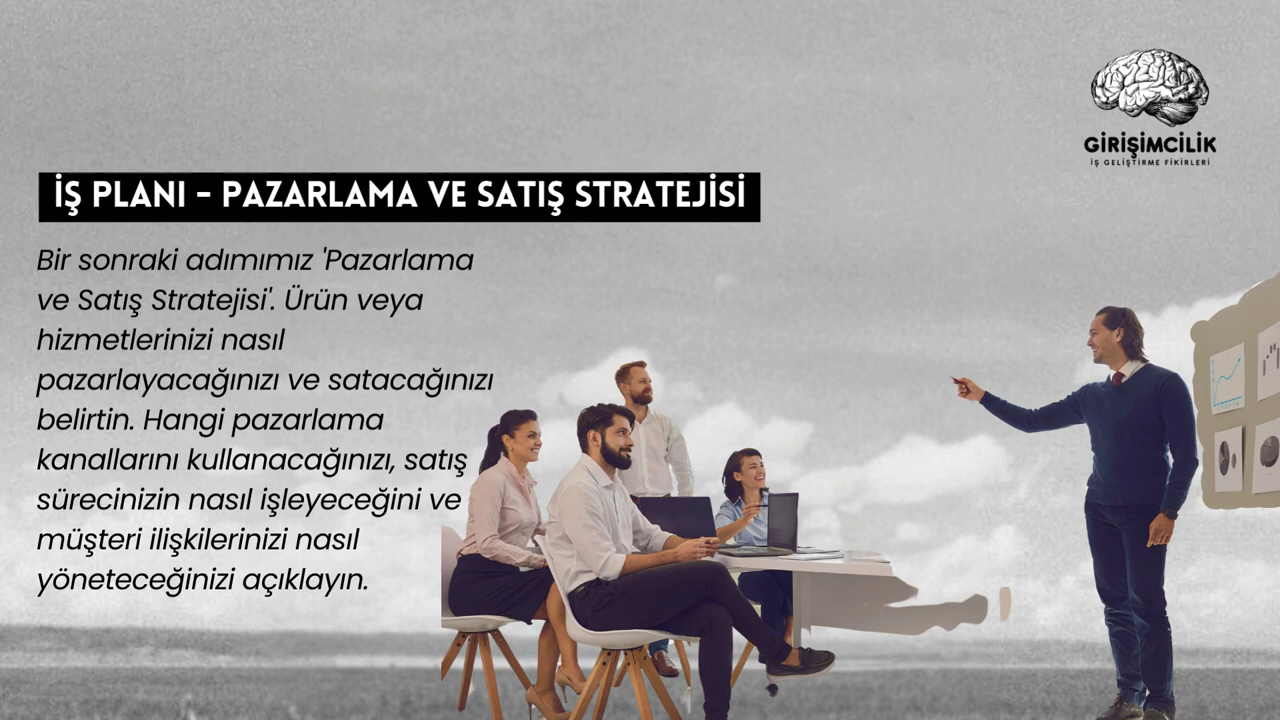 GİRİŞİMCİLİK
İŞ GELİŞTİRME FİKİRLERİ
İŞ PLANI - PAZARLAMA VE SATIŞ STRATEJİSİ
Bir sonraki adımımız 'Pazarlama
ve Satış Stratejisi'. Ürün veya
hizmetlerinizi nasıl
pazarlayacağınızı ve satacağınızı
belirtin. Hangi pazarlama
kanallarını kullanacağınızı, satış
sürecinizin nasıl işleyeceğini ve
müşteri ilişkilerinizi nasıl
yöneteceğinizi açıklayın.